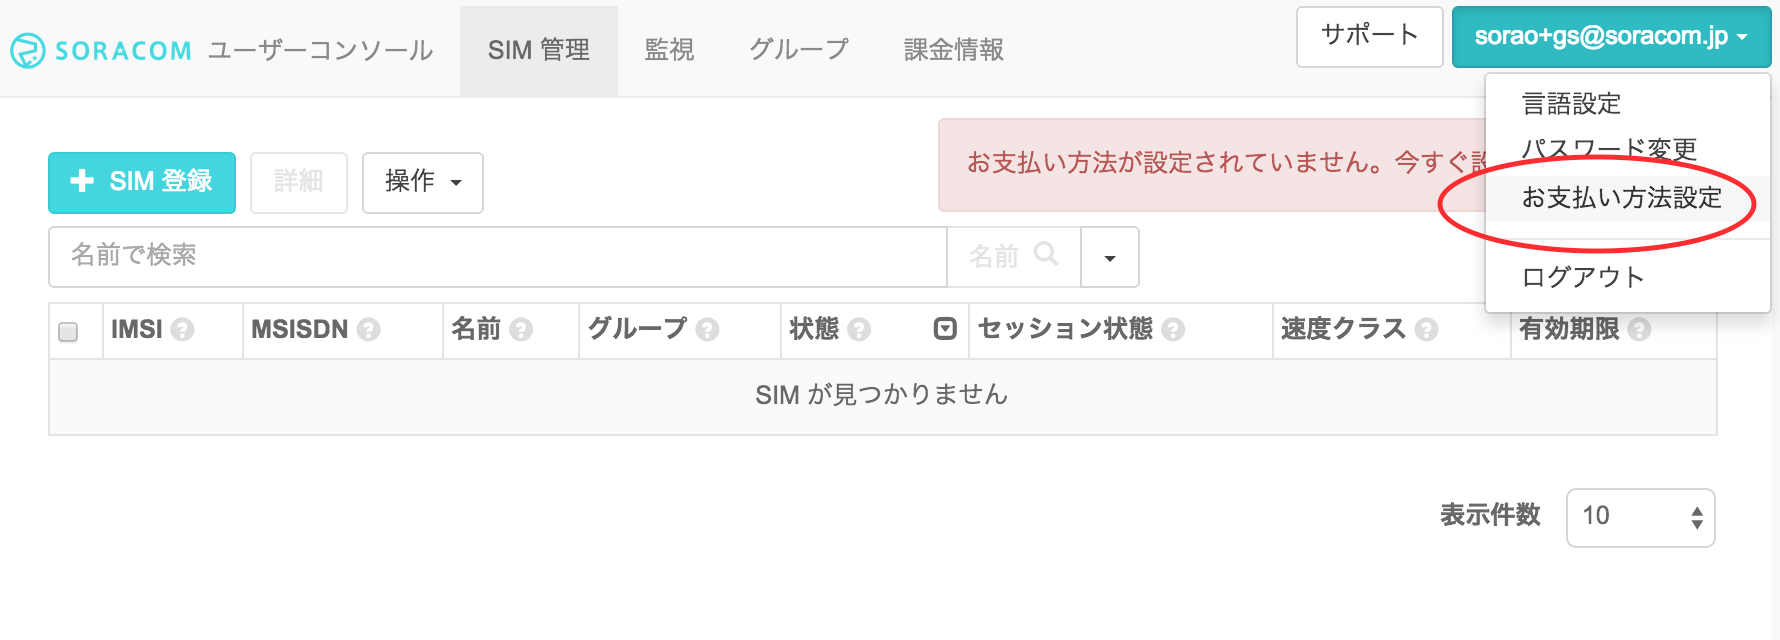 SORACOM ユーザーコンソール SIM 管理 監視 グループ 課金情報 サポート sorao+gs@soracom.jp
言語設定
パスワード変更
お支払い方法設定
ログアウト
お支払い方法が設定されていません。今すぐ
SIM 登録 詳細 操作
名前で検索 名前
IMSI ? MSISDN ? 名前 ? グループ ? 状態 ? セッション状態 ? 速度クラス ? 有効期限 ?
SIM が見つかりません
表示件数 10